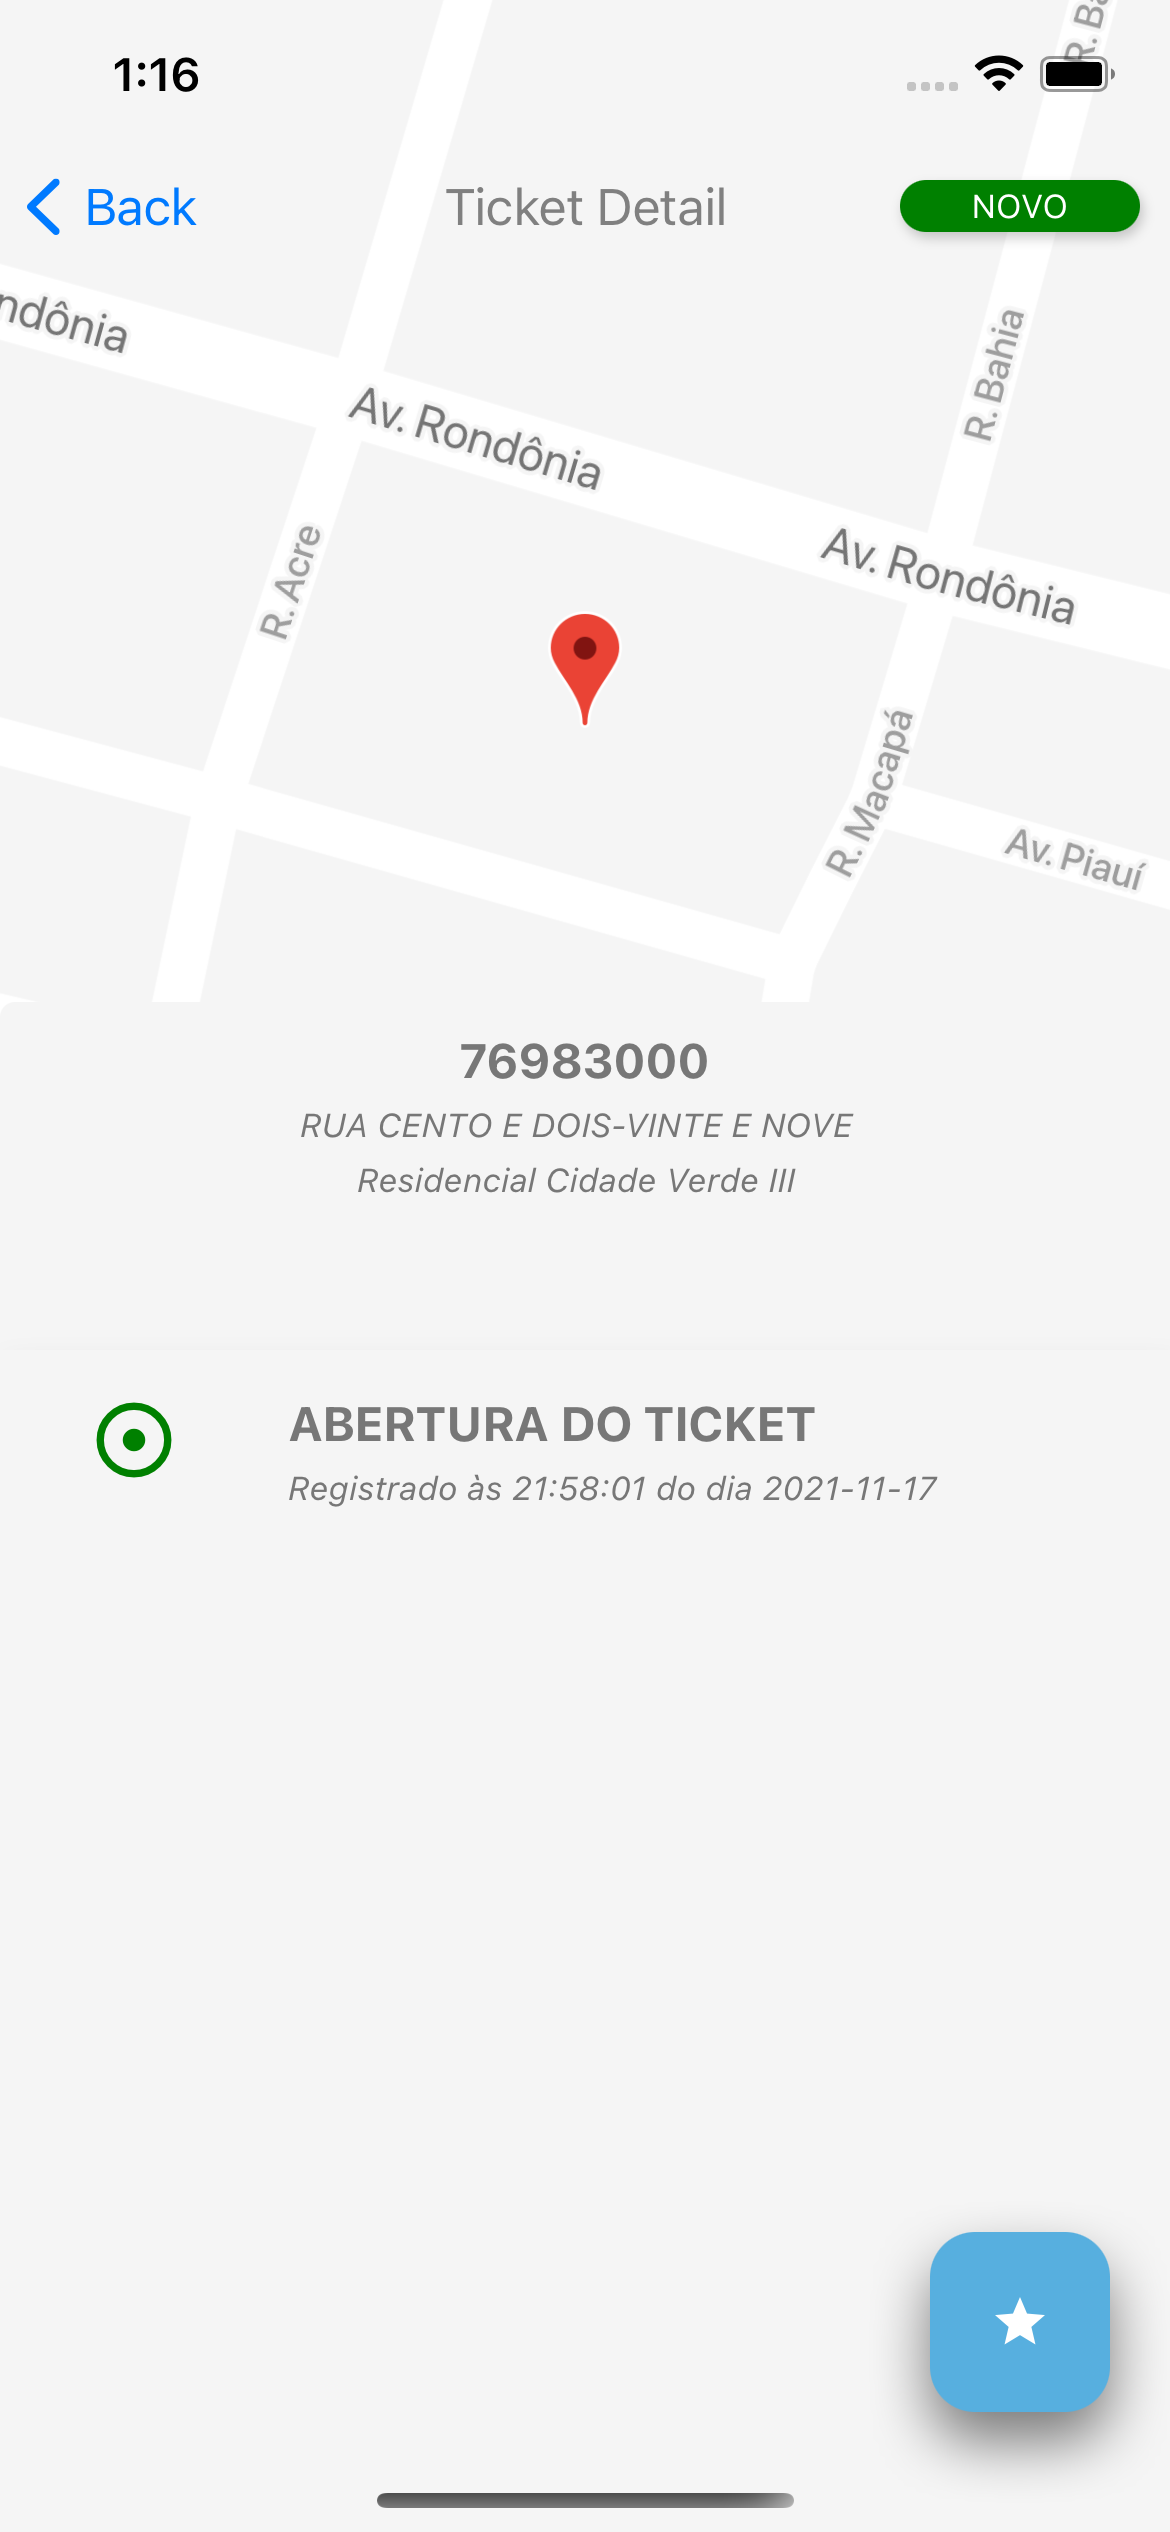 1:16
Back
Ticket Detail
NOVO
R. Ba
ndônia
R. Bahia
Av. Rondônia
Av. Rondônia
R. Acre
R. Macapá
Av. Piauí
76983000
RUA CENTO E DOIS-VINTE E NOVE
Residencial Cidade Verde III
ABERTURA DO TICKET
Registrado às 21:58:01 do dia 2021-11-17